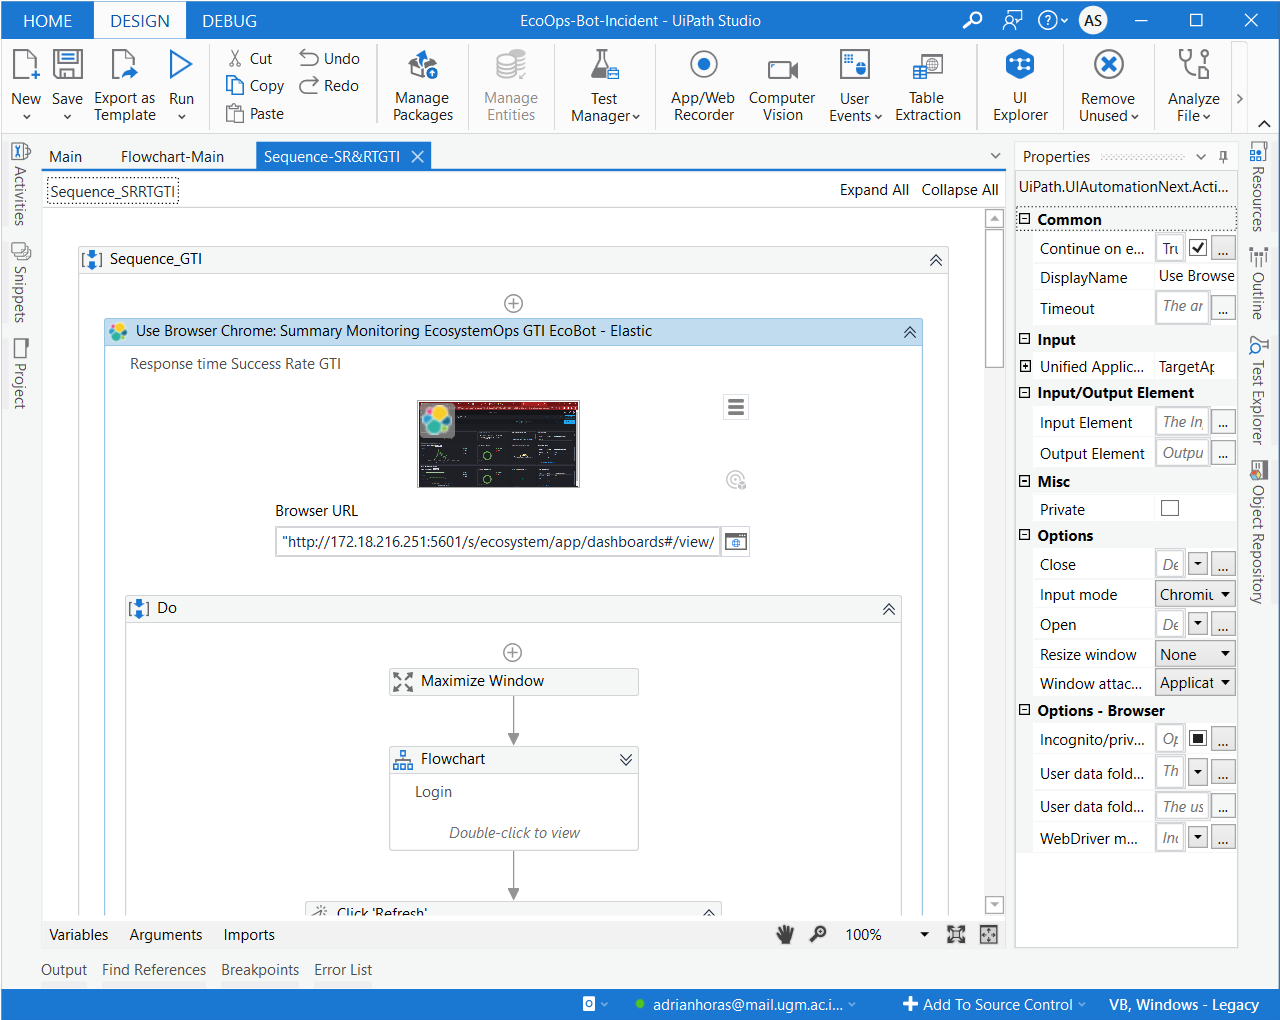 HOME
DESIGN
DEBUG
EcoOps-Bot-Incident - UiPath Studio
AS
New
Save
Export as Template
Run
Cut
Copy
Paste
Undo
Redo
Manage Packages
Manage Entities
Test Manager
App/Web Recorder
Computer Vision
User Events
Table Extraction
UI Explorer
Remove Unused
Analyze File
Activities
Snippets
Project
Main
Flowchart-Main
Sequence-SR&RTGTI
Sequence_SRRTGTI
Expand All
Collapse All
Sequence_GTI
Use Browser Chrome: Summary Monitoring EcosystemOps GTI EcoBot - Elastic
Response time Success Rate GTI
Browser URL
"http://172.18.216.251:5601/s/ecosystem/app/dashboards#/view/
Do
Maximize Window
Flowchart
Login
Double-click to view
Click 'Refresh'
Variables
Arguments
Imports
100%
Output
Find References
Breakpoints
Error List
Properties
UiPath.UIAutomationNext.Acti...
Common
Continue on e... Tru ...
DisplayName Use Browse
Timeout The ar ...
Input
Unified Applic... TargetAp
Input/Output Element
Input Element The In ...
Output Element Outpu ...
Misc
Private
Options
Close De ...
Input mode Chromiu
Open De ...
Resize window None
Window attac... Applicat
Options - Browser
Incognito/priv... Op ...
User data fold... Th ...
User data fold... The us ...
WebDriver m... Inc ...
Resources
Outline
Test Explorer
Object Repository
adrianhoras@mail.ugm.ac.i...
Add To Source Control
VB, Windows - Legacy